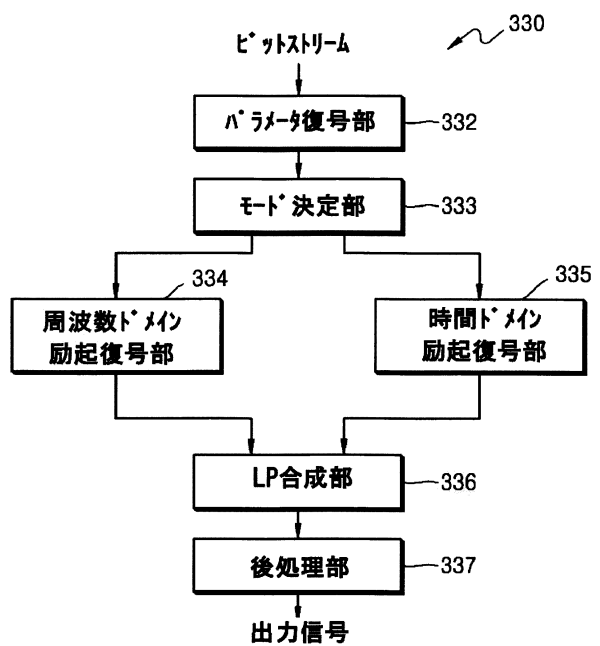 330
ﾋﾞｯﾄｽﾄﾘｰﾑ
ﾊﾟﾗﾒｰﾀ復号部
332
ﾓｰﾄﾞ決定部
333
334
周波数ﾄﾞﾒｲﾝ
励起復号部
335
時間ﾄﾞﾒｲﾝ
励起復号部
LP合成部
336
後処理部
337
出力信号